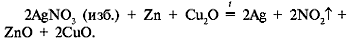 2AgNO₃ (изб.) + Zn + Cu₂O t= 2Ag + 2NO₂↑ +
ZnO + 2CuO.